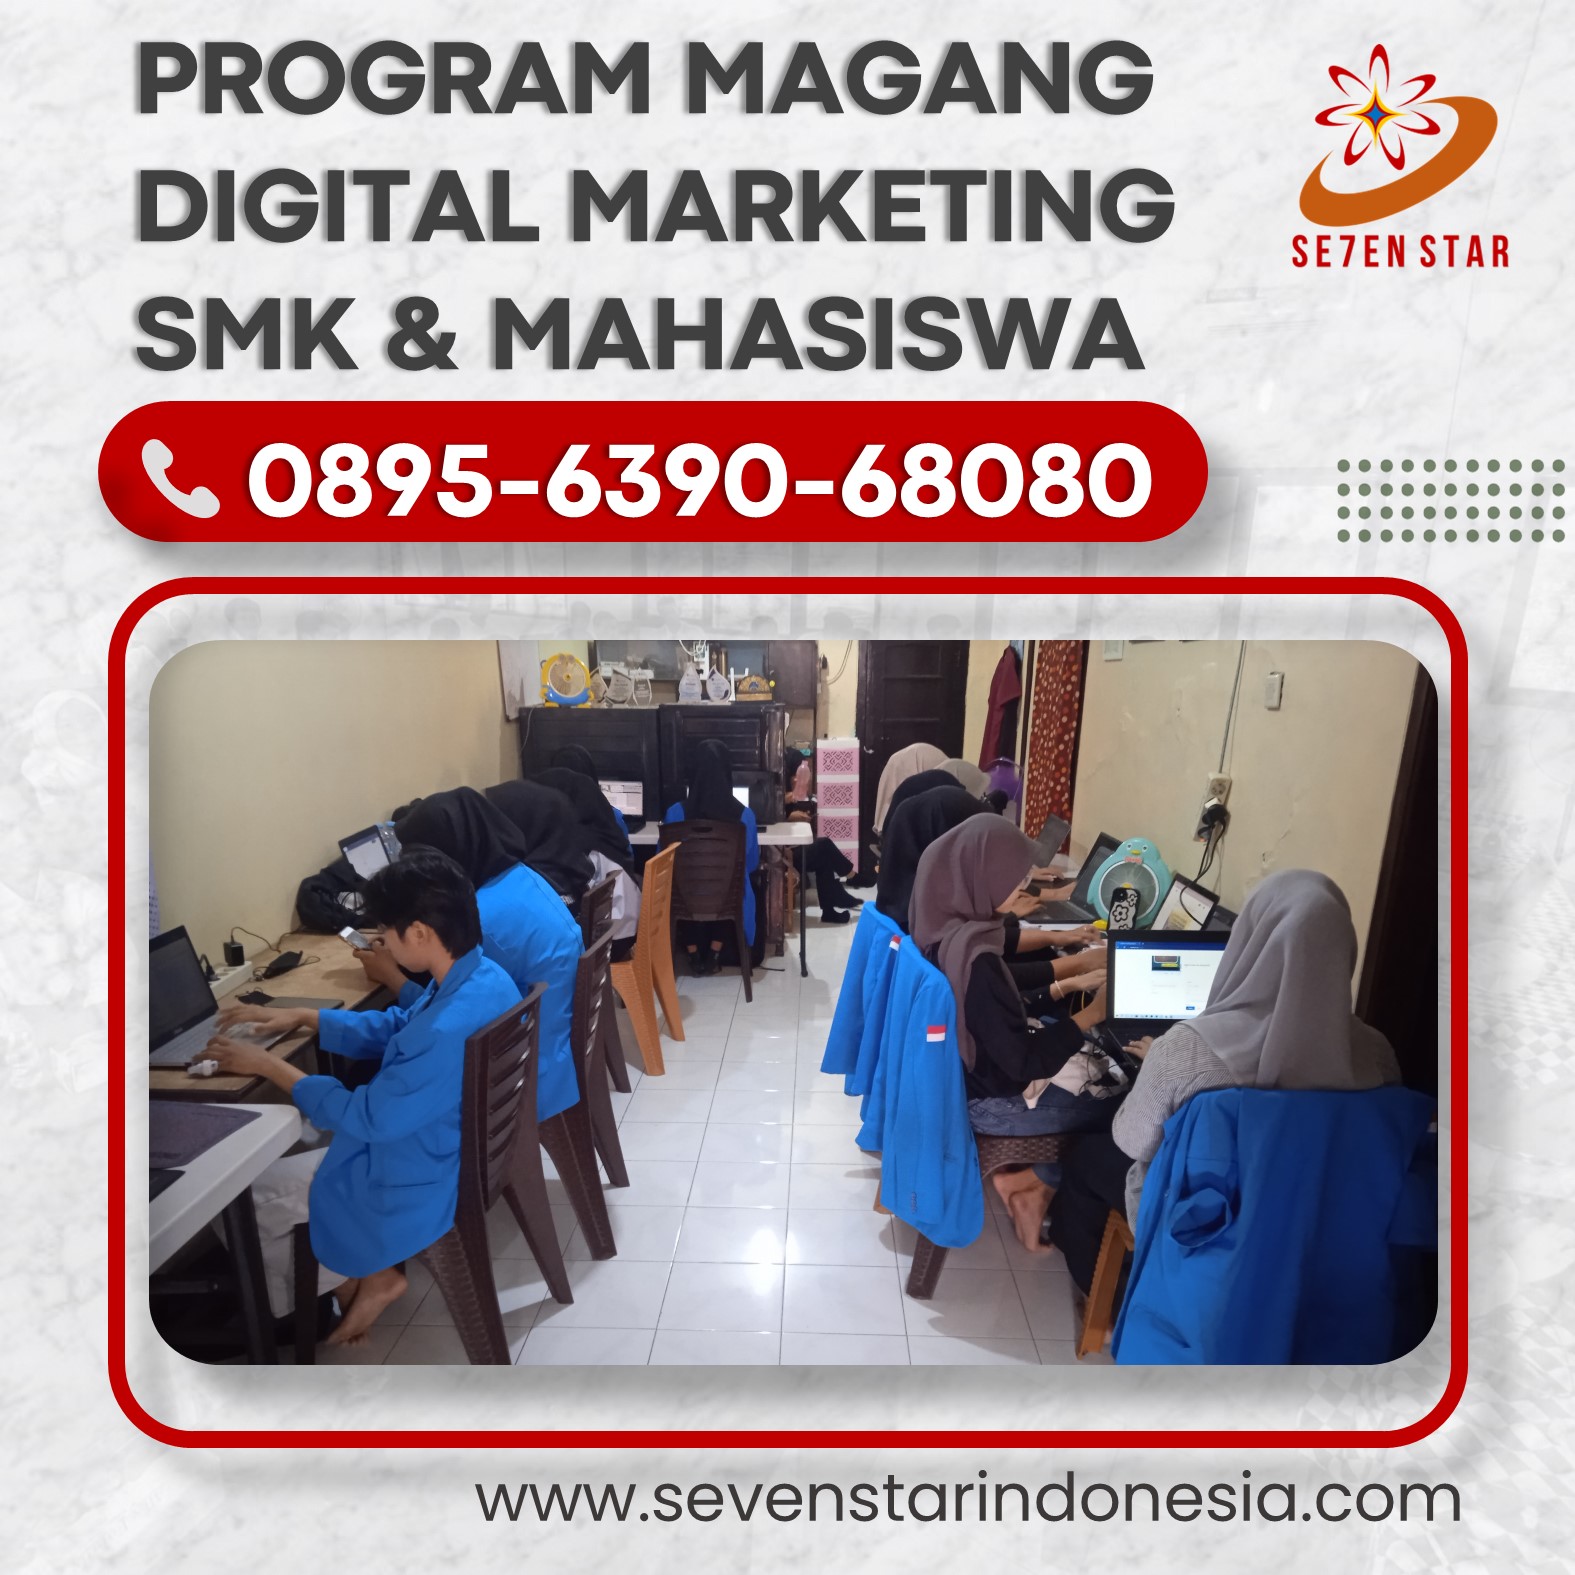 PROGRAM MAGANG
DIGITAL MARKETING
SMK & MAHASISWA
SE7EN STAR
0895-6390-68080
www.sevenstarindonesia.com